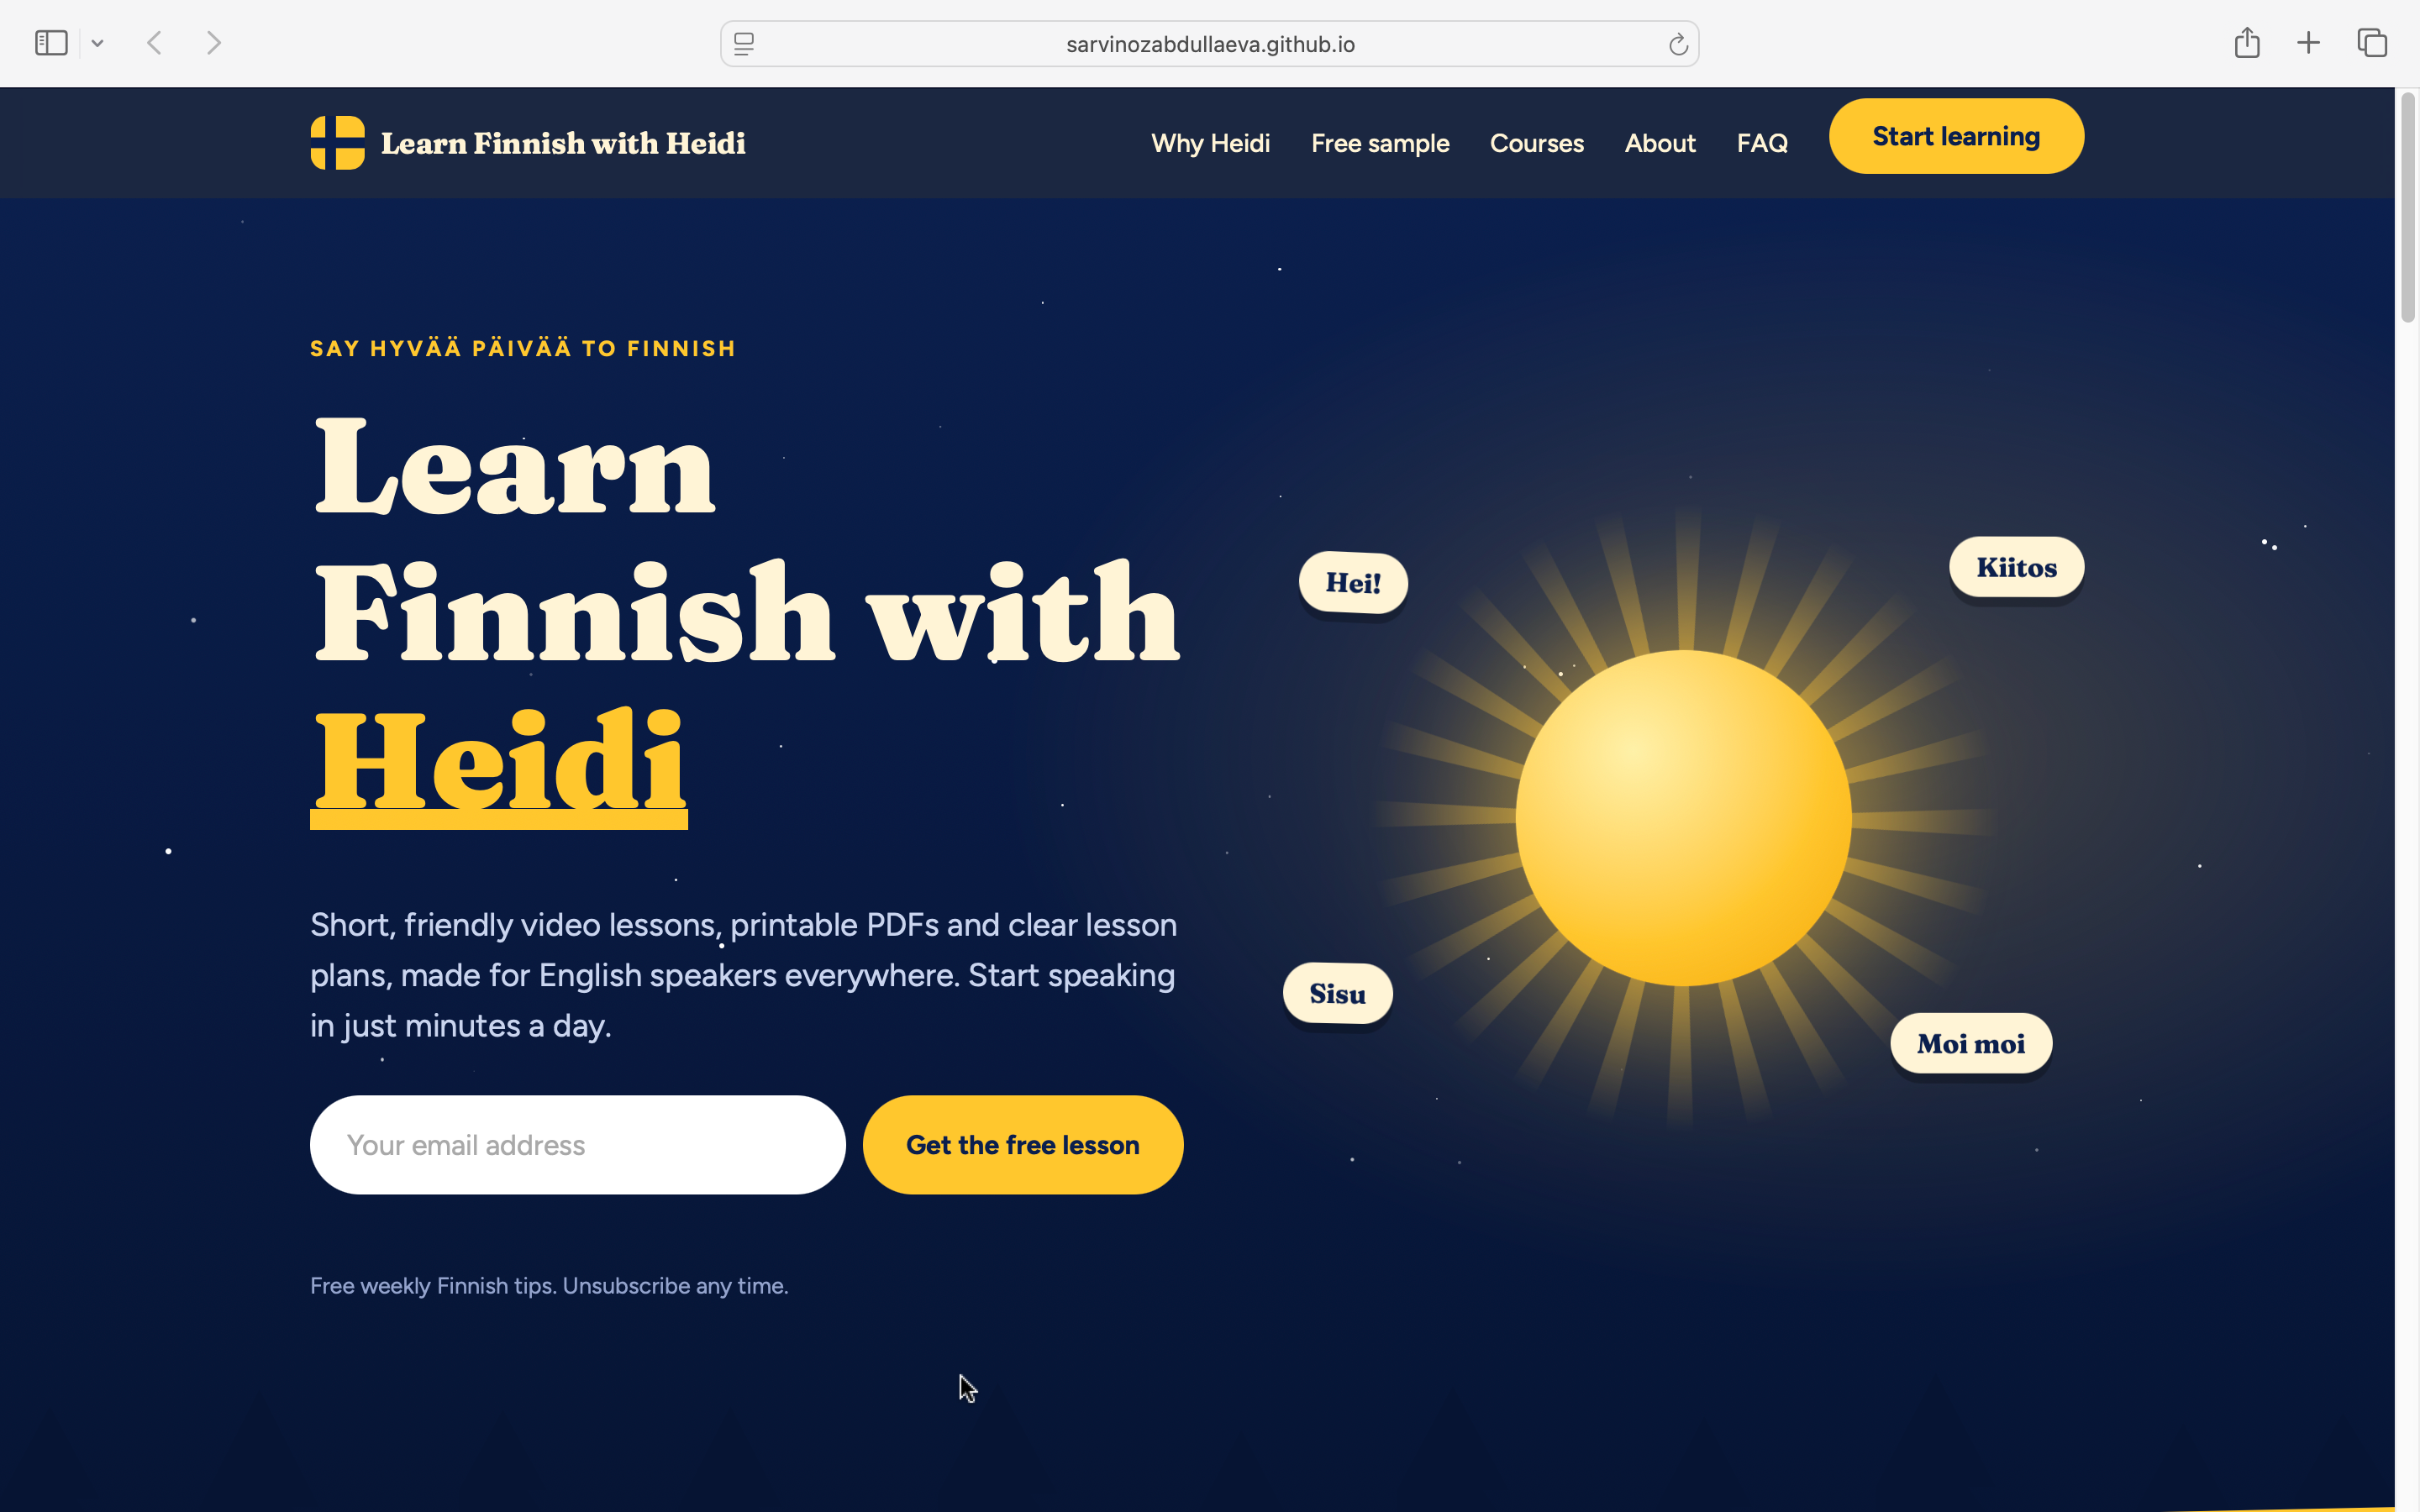 sarvinozabdullaeva.github.io
Learn Finnish with Heidi
Why Heidi Free sample Courses About FAQ Start learning
SAY HYVÄÄ PÄIVÄÄ TO FINNISH
Learn
Finnish with
Heidi
Hei!
Kiitos
Sisu
Moi moi
Short, friendly video lessons, printable PDFs and clear lesson
plans, made for English speakers everywhere. Start speaking
in just minutes a day.
Your email address
Get the free lesson
Free weekly Finnish tips. Unsubscribe any time.